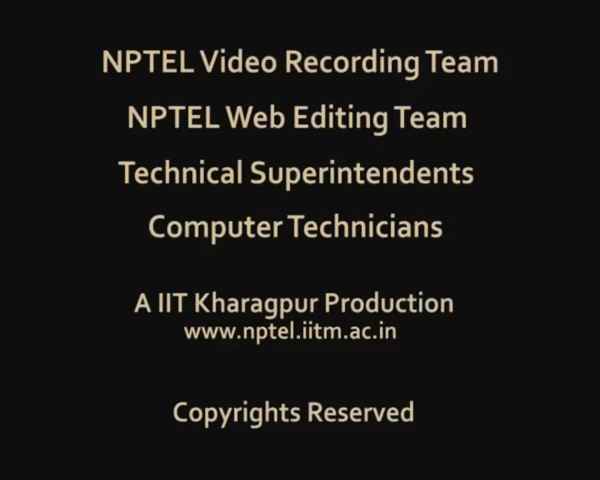 NPTEL Video Recording Team
NPTEL Web Editing Team
Technical Superintendents
Computer Technicians
A IIT Kharagpur Production
www.nptel.iitm.ac.in
Copyrights Reserved